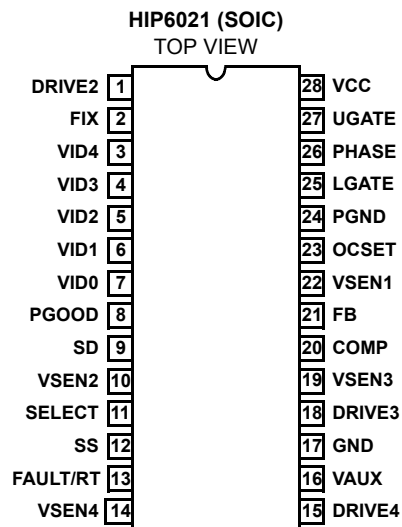 HIP6021 (SOIC)
TOP VIEW
DRIVE2 1 28 VCC
FIX 2 27 UGATE
VID4 3 26 PHASE
VID3 4 25 LGATE
VID2 5 24 PGND
VID1 6 23 OCSET
VID0 7 22 VSEN1
PGOOD 8 21 FB
SD 9 20 COMP
VSEN2 10 19 VSEN3
SELECT 11 18 DRIVE3
SS 12 17 GND
FAULT/RT 13 16 VAUX
VSEN4 14 15 DRIVE4